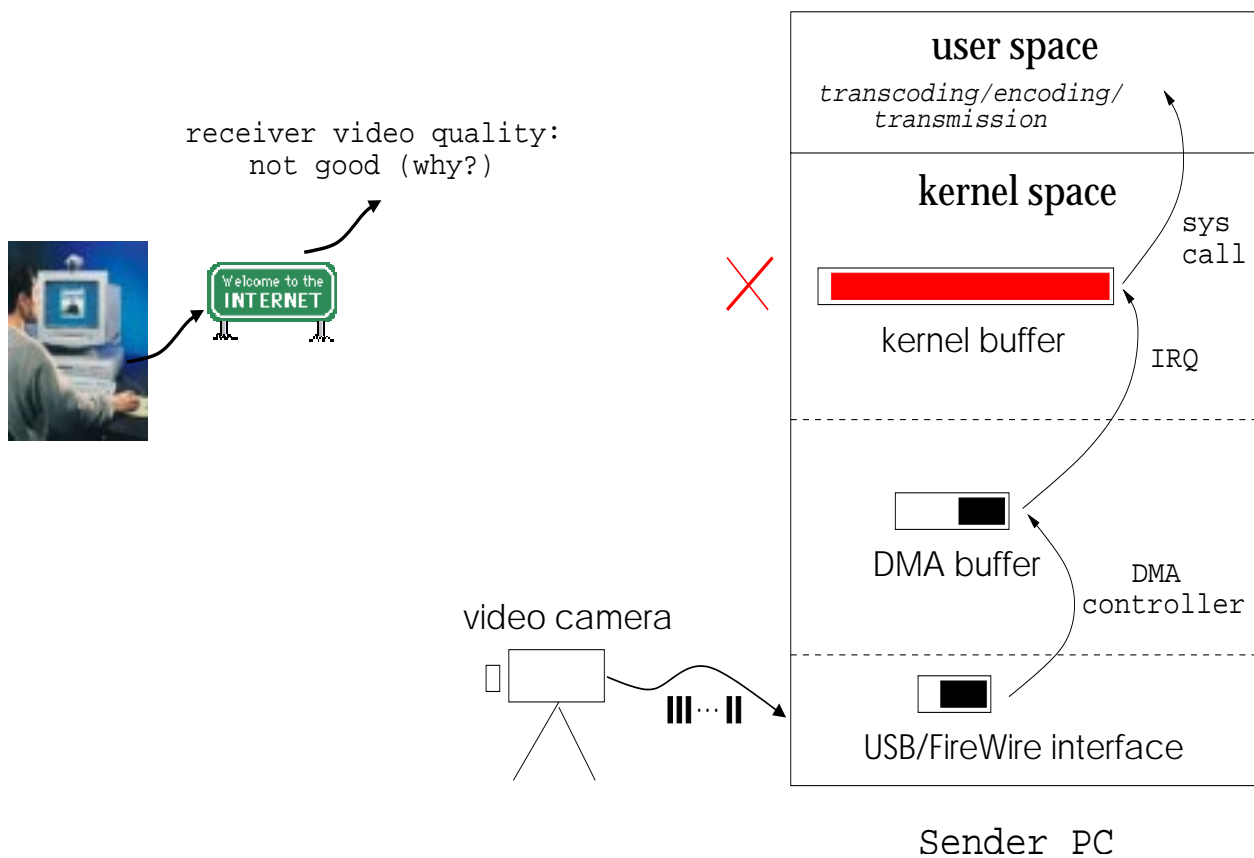 user space
transcoding/encoding/
transmission
receiver video quality:
not good (why?)
kernel space
sys
call
Welcome to the
INTERNET
kernel buffer
IRQ
DMA buffer
DMA
controller
video camera
USB/FireWire interface
Sender PC